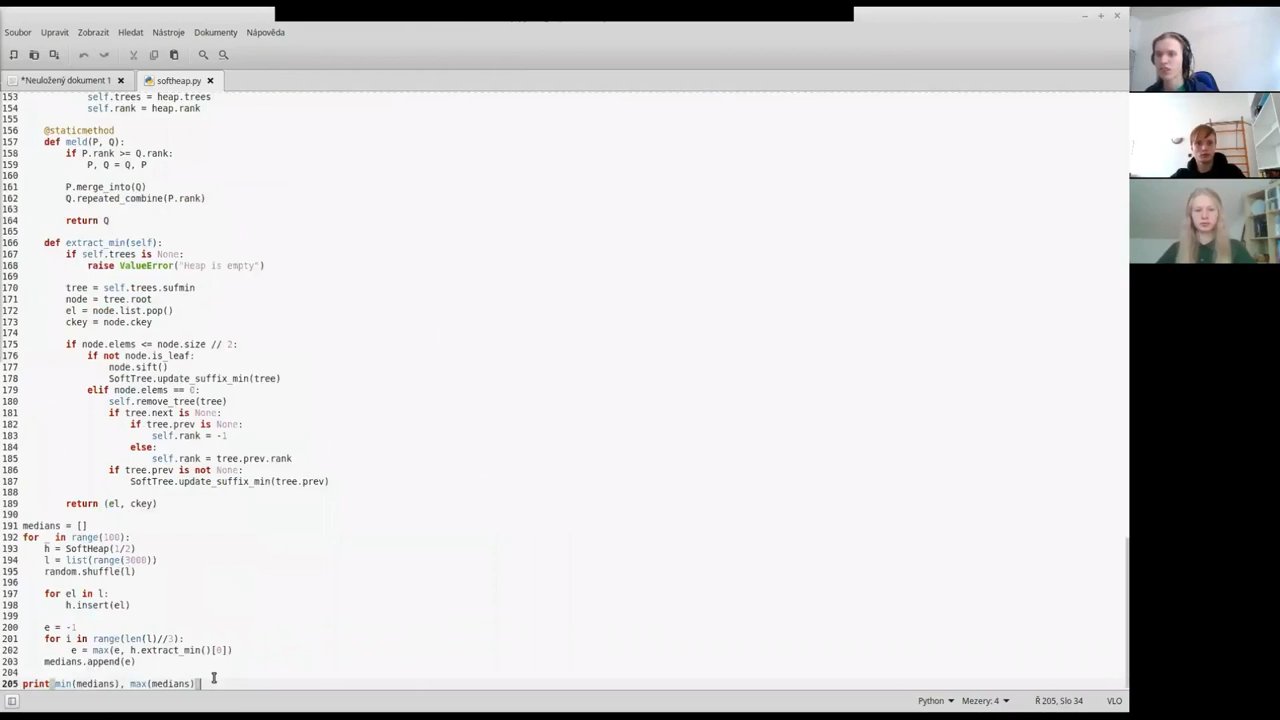 Soubor Upravit Zobrazit Hledat Nástroje Dokumenty Nápověda
*Neuložený dokument 1 softheap.py
153 self.trees = heap.trees
154 self.rank = heap.rank
155
156 @staticmethod
157 def meld(P, Q):
158 if P.rank >= Q.rank:
159 P, Q = Q, P
160
161 P.merge_into(Q)
162 Q.repeated_combine(P.rank)
163
164 return Q
165
166 def extract_min(self):
167 if self.trees is None:
168 raise ValueError("Heap is empty")
169
170 tree = self.trees.sufmin
171 node = tree.root
172 el = node.list.pop()
173 ckey = node.ckey
174
175 if node.elems <= node.size // 2:
176 if not node.is_leaf:
177 node.sift()
178 SoftTree.update_suffix_min(tree)
179 elif node.elems == 0:
180 self.remove_tree(tree)
181 if tree.next is None:
182 if tree.prev is None:
183 self.rank = -1
184 else:
185 self.rank = tree.prev.rank
186 if tree.prev is not None:
187 SoftTree.update_suffix_min(tree.prev)
188
189 return (el, ckey)
190
191 medians = []
192 for _ in range(100):
193 h = SoftHeap(1/2)
194 l = list(range(3000))
195 random.shuffle(l)
196
197 for el in l:
198 h.insert(el)
199
200 e = -1
201 for i in range(len(l)//3):
202 e = max(e, h.extract_min()[0])
203 medians.append(e)
204
205 print(min(medians), max(medians))
Python Mezery: 4 Ř 205, Slo 34 VLO